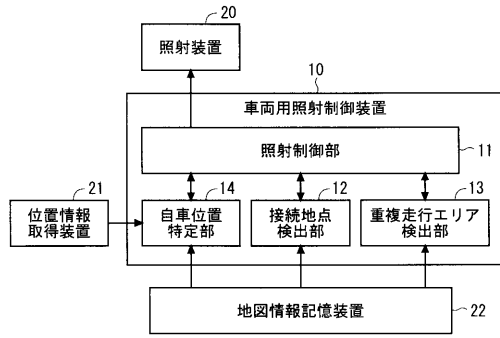 20
照射装置
10
車両用照射制御装置
照射制御部
11
21
位置情報
取得装置
14
自車位置
特定部
12
接続地点
検出部
13
重複走行エリア
検出部
地図情報記憶装置
22